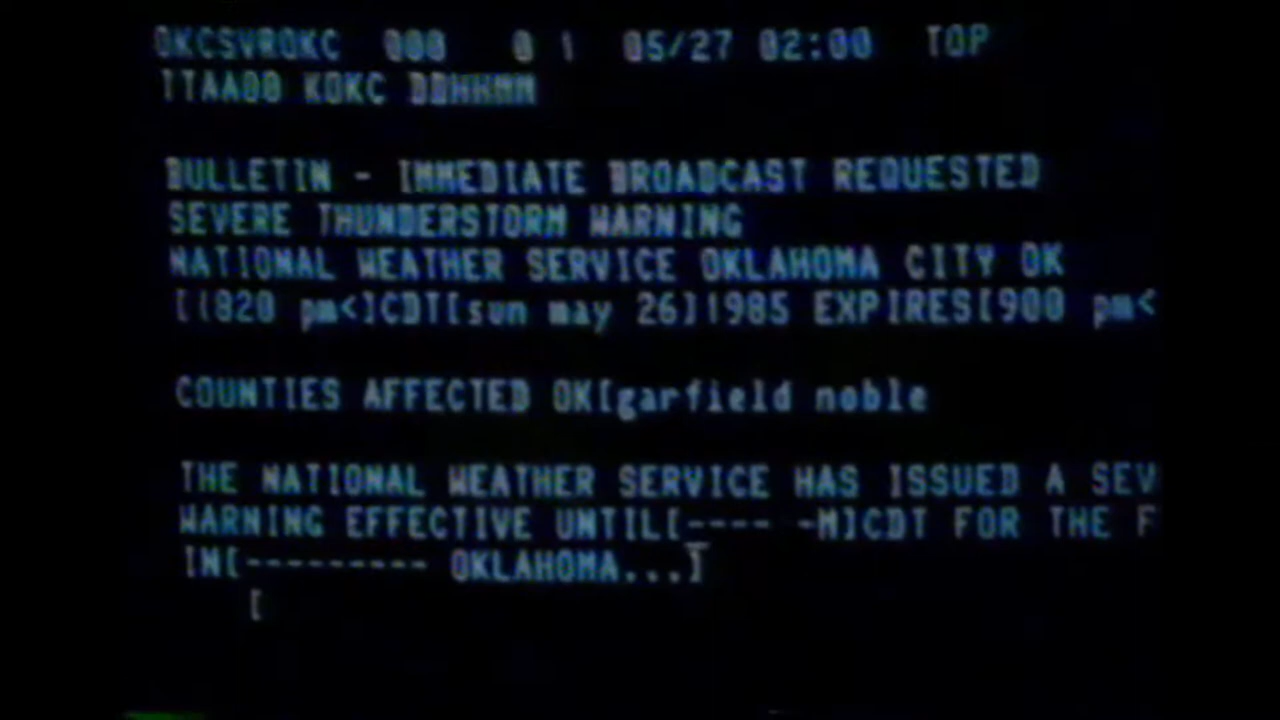 OKCSVROKC 000 0 1 05/27 02:00 TOP
TTAA00 KOKC DDHHMM
BULLETIN - IMMEDIATE BROADCAST REQUESTED
SEVERE THUNDERSTORM WARNING
NATIONAL WEATHER SERVICE OKLAHOMA CITY OK
[(820 pm<]CDT[sun may 26]1985 EXPIRES[900 pm<
COUNTIES AFFECTED OK[garfield noble
THE NATIONAL WEATHER SERVICE HAS ISSUED A SEV
WARNING EFFECTIVE UNTIL[---- -M]CDT FOR THE F
IN[--------- OKLAHOMA...]
[